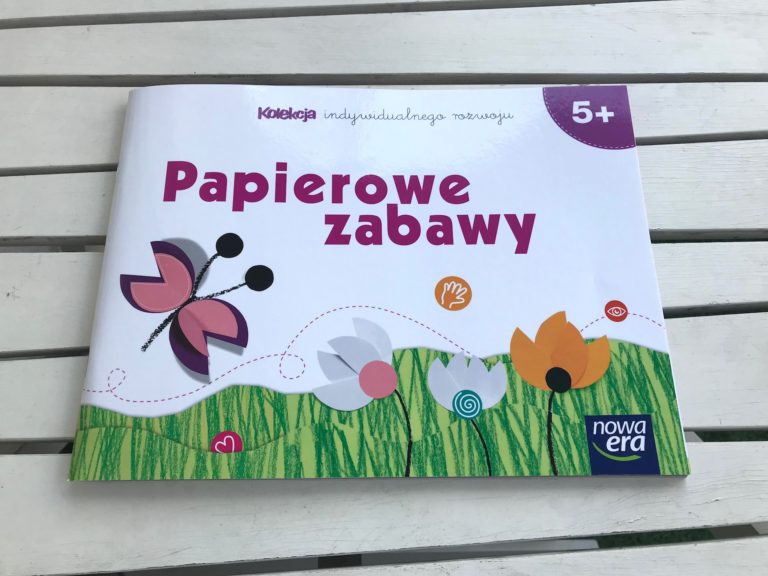 Kolekcja indywidualnego rozwoju
5+
Papierowe
zabawy
nowa
era